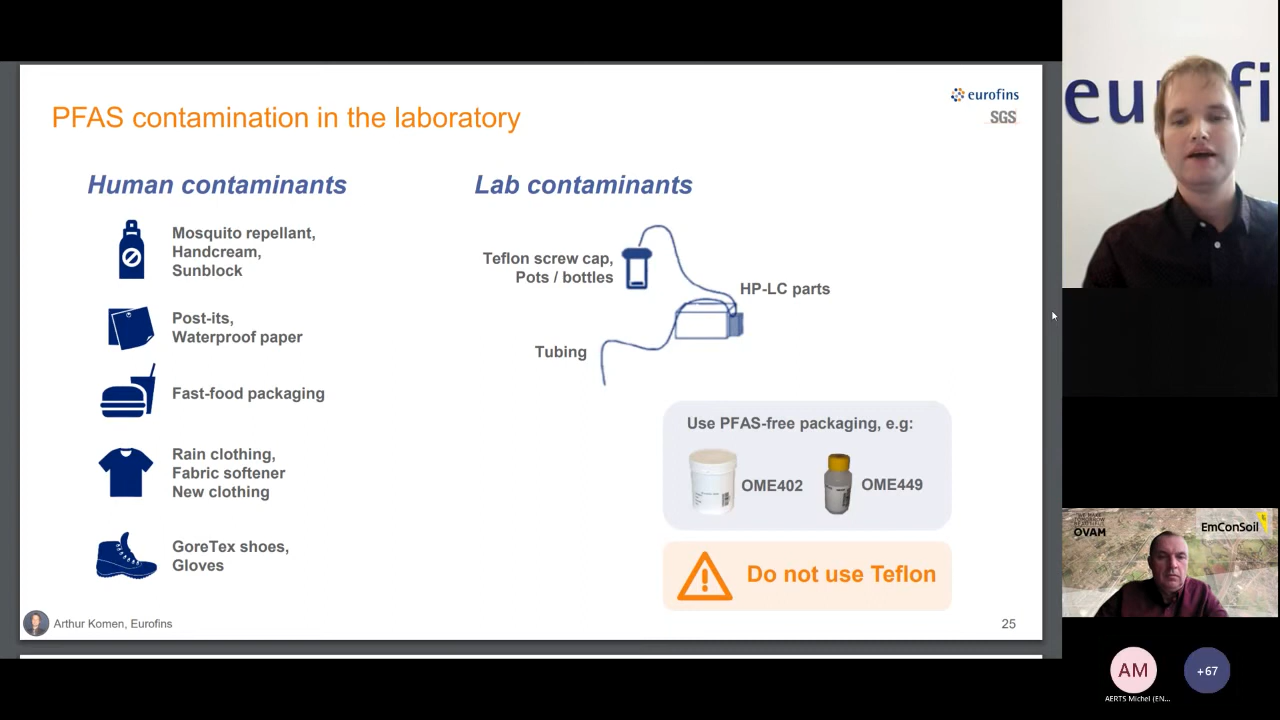 PFAS contamination in the laboratory
eurofins
SGS
Human contaminants
Mosquito repellant,
Handcream,
Sunblock
Post-its,
Waterproof paper
Fast-food packaging
Rain clothing,
Fabric softener
New clothing
GoreTex shoes,
Gloves
Lab contaminants
Teflon screw cap,
Pots / bottles
HP-LC parts
Tubing
Use PFAS-free packaging, e.g:
OME402
OME449
Do not use Teflon
Arthur Komen, Eurofins
25
OVAM
EmConSoil
AM
+67
AERTS Michel (EN...